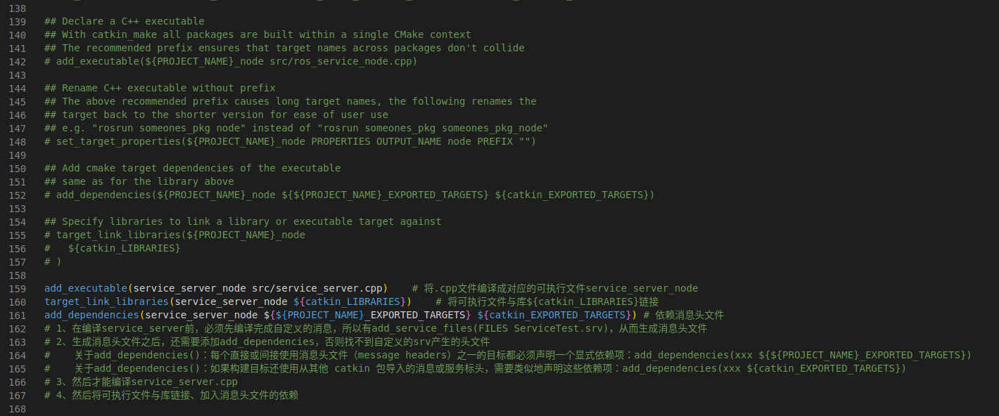 138
139 ## Declare a C++ executable
140 ## With catkin_make all packages are built within a single CMake context
141 ## The recommended prefix ensures that target names across packages don't collide
142 # add_executable(${PROJECT_NAME}_node src/ros_service_node.cpp)
143
144 ## Rename C++ executable without prefix
145 ## The above recommended prefix causes long target names, the following renames the
146 ## target back to the shorter version for ease of user use
147 ## e.g. "rosrun someones_pkg node" instead of "rosrun someones_pkg someones_pkg_node"
148 # set_target_properties(${PROJECT_NAME}_node PROPERTIES OUTPUT_NAME node PREFIX "")
149
150 ## Add cmake target dependencies of the executable
151 ## same as for the library above
152 # add_dependencies(${PROJECT_NAME}_node ${${PROJECT_NAME}_EXPORTED_TARGETS} ${catkin_EXPORTED_TARGETS})
153
154 ## Specify libraries to link a library or executable target against
155 # target_link_libraries(${PROJECT_NAME}_node
156 #   ${catkin_LIBRARIES}
157 # )
158
159 add_executable(service_server_node src/service_server.cpp)    # 将.cpp文件编译成对应的可执行文件service_server_node
160 target_link_libraries(service_server_node ${catkin_LIBRARIES})    # 将可执行文件与库${catkin_LIBRARIES}链接
161 add_dependencies(service_server_node ${${PROJECT_NAME}_EXPORTED_TARGETS} ${catkin_EXPORTED_TARGETS}) # 依赖消息头文件
162 # 1、在编译service_server前，必须先编译完成自定义的消息，所以有add_service_files(FILES ServiceTest.srv)，从而生成消息头文件
163 # 2、生成消息头文件之后，还需要添加add_dependencies，否则找不到自定义的srv产生的头文件
164 #    关于add_dependencies()：每个直接或间接使用消息头文件（message headers）之一的目标都必须声明一个显式依赖项：add_dependencies(xxx ${${PROJECT_NAME}_EXPORTED_TARGETS})
165 #    关于add_dependencies()：如果构建目标还使用从其他 catkin 包导入的消息或服务标头，需要类似地声明这些依赖项：add_dependencies(xxx ${catkin_EXPORTED_TARGETS})
166 # 3、然后才能编译service_server.cpp
167 # 4、然后将可执行文件与库链接、加入消息头文件的依赖
168